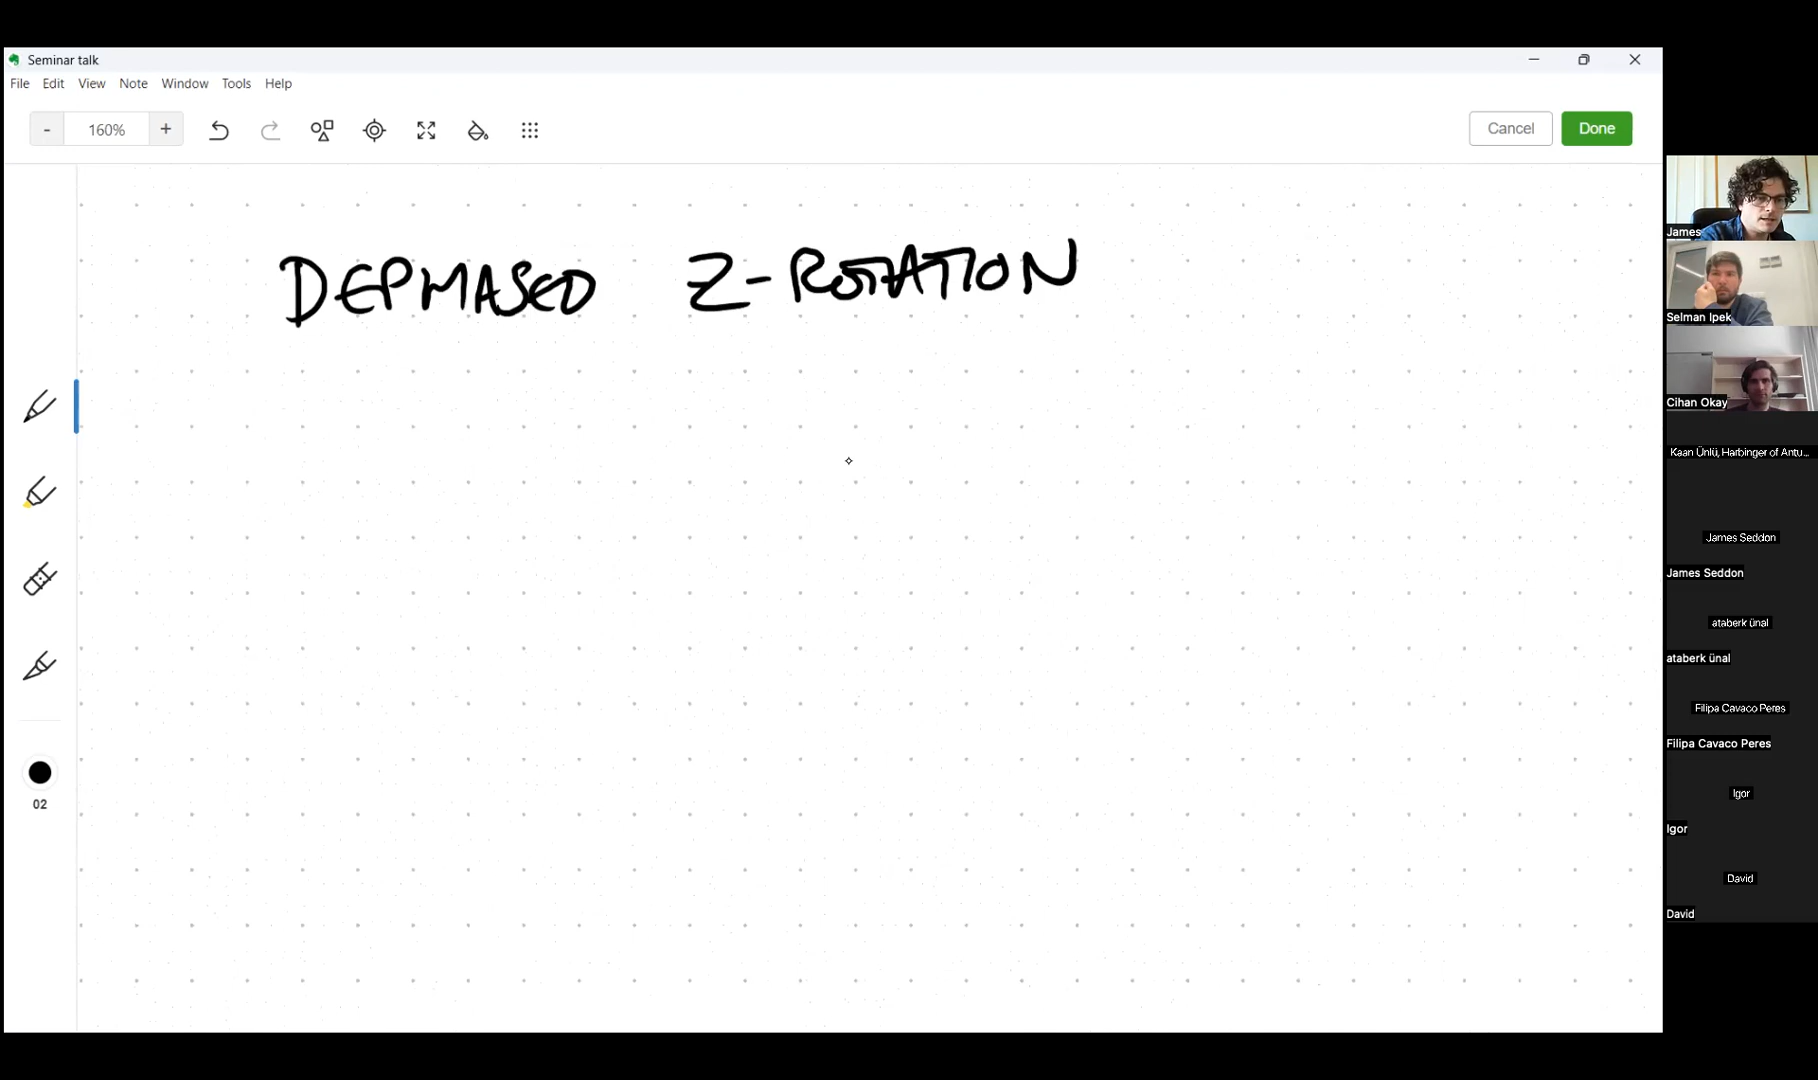 Seminar talk
File Edit View Note Window Tools Help
- 160% +
Cancel Done
DEPHASED Z-ROTATION
02
James
Selman Ipek
Cihan Okay
Kaan Ünlü, Harbinger of Antu...
James Seddon
James Seddon
ataberk ünal
ataberk ünal
Filipa Cavaco Peres
Filipa Cavaco Peres
Igor
Igor
David
David